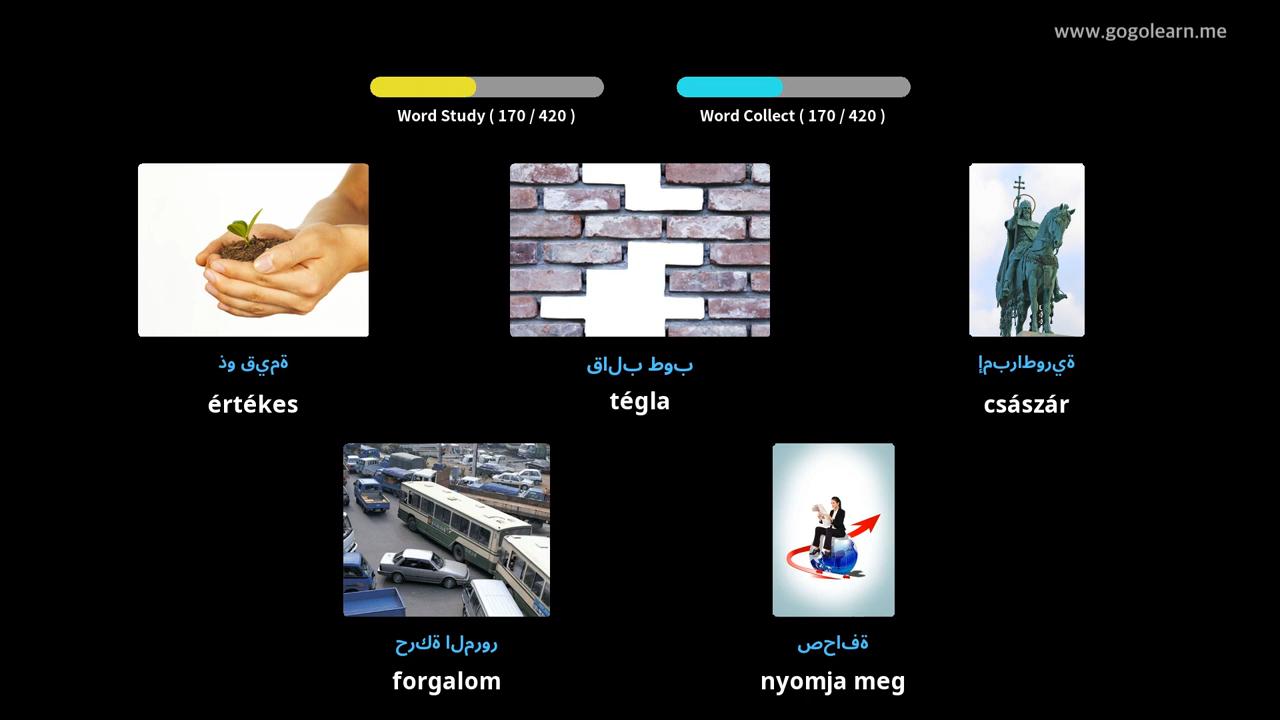 www.gogolearn.me
Word Study ( 170 / 420 )
Word Collect ( 170 / 420 )
ذو قيمة
értékes
قالب طوب
tégla
إمبراطورية
császár
حركة المرور
forgalom
صحافة
nyomja meg